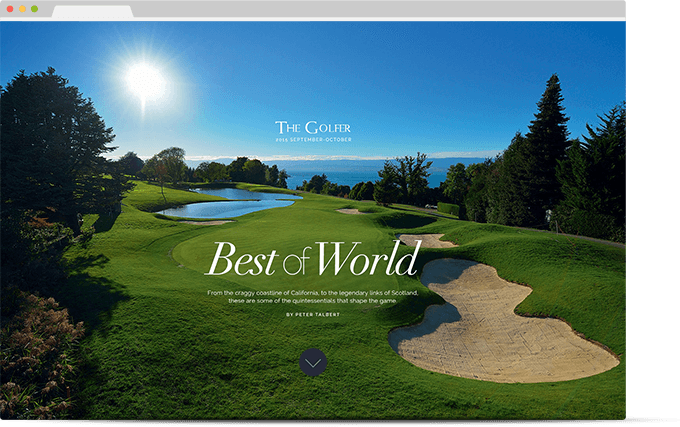 The Golfer
2015 SEPTEMBER-OCTOBER
Best of World
From the craggy coastline of California, to the legendary links of Scotland,
these are some of the quintessentials that shape the game.
BY PETER TALBERT